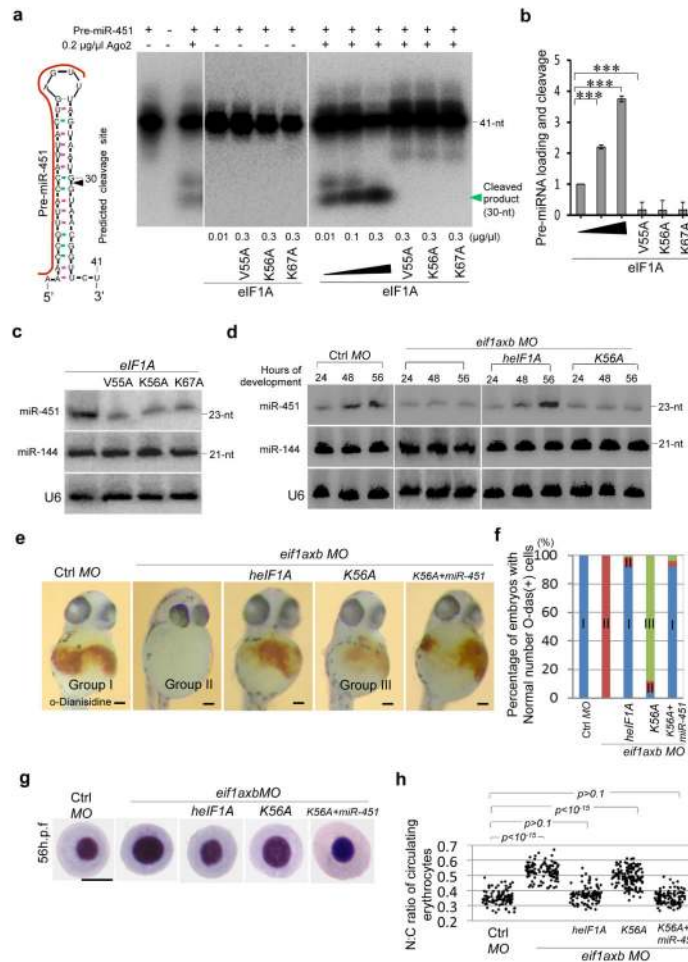 a
Pre-miR-451 + - + + + + + + + + + + +
0.2 µg/µl Ago2 - - + - - - - + + + + + +
Pre-miR-451
Predicted cleavage site
30
41
5' 3'
41-nt
Cleaved product (30-nt)
0.01 0.3 0.3 0.3 0.01 0.1 0.3 0.3 0.3 0.3 (µg/µl)
V55A K56A K67A V55A K56A K67A
eIF1A eIF1A
b
Pre-miRNA loading and cleavage
5
4
3
2
1
0
***
***
***
V55A K56A K67A
eIF1A
c
eIF1A
V55A K56A K67A
miR-451 23-nt
miR-144 21-nt
U6
d
eif1axb MO
Ctrl MO heIF1A K56A
Hours of development
24 48 56 24 48 56 24 48 56 24 48 56
miR-451 23-nt
miR-144 21-nt
U6
e
eif1axb MO
Ctrl MO heIF1A K56A K56A+miR-451
Group I Group II Group III
o-Dianisidine
f
(%)
Percentage of embryos with
Normal number O-das(+) cells
100
80
60
40
20
0
I II II I III II I
Ctrl MO heIF1A K56A K56A+ miR-451
eif1axb MO
g
eif1axbMO
Ctrl MO heIF1A K56A K56A+miR-451
56h.p.f
h
p>0.1
p<10-15
p>0.1
p<10-15
N:C ratio of circulating erythrocytes
0.7
0.6
0.5
0.4
0.3
0.2
Ctrl MO heIF1A K56A K56A+
eif1axb MO